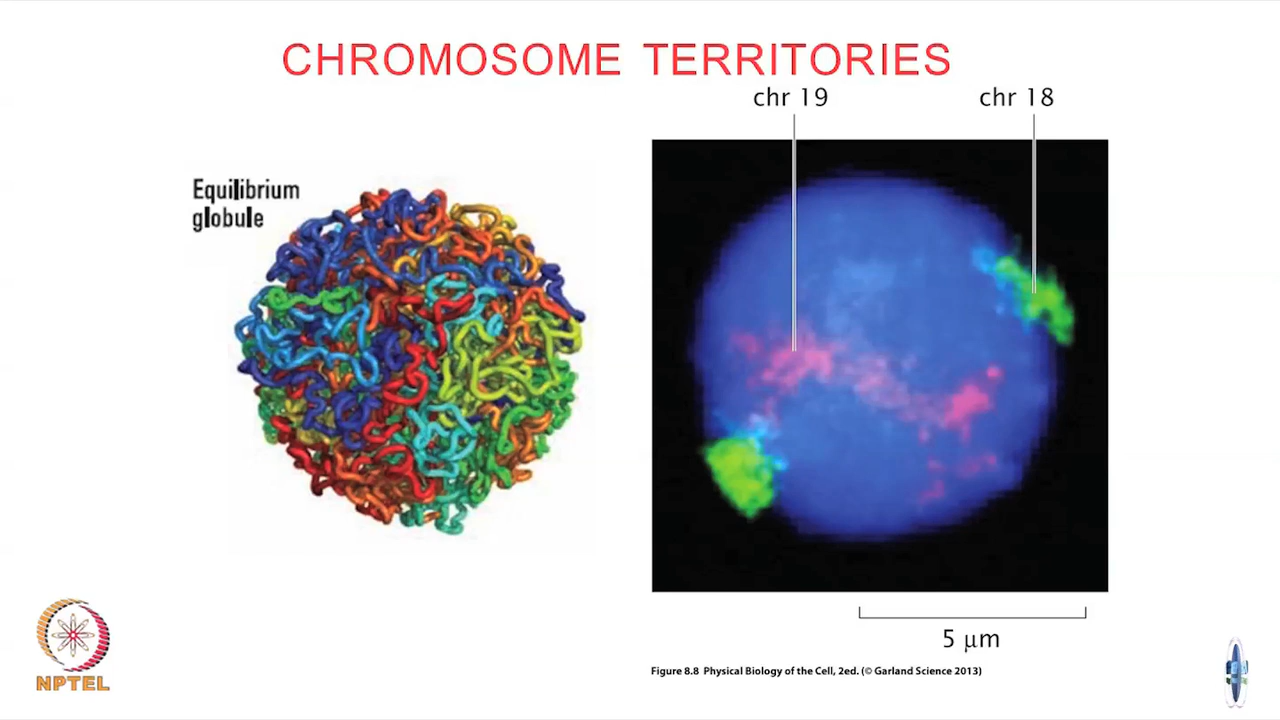 CHROMOSOME TERRITORIES
chr 19
chr 18
Equilibrium
globule
5 μm
Figure 8.8 Physical Biology of the Cell, 2ed. (© Garland Science 2013)
NPTEL